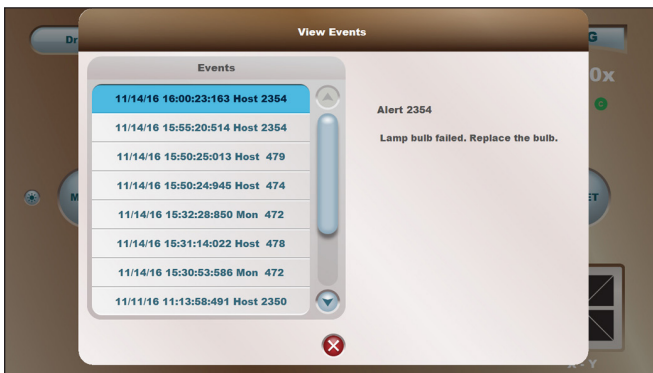 View Events
Dr
G
Events
0x
11/14/16 16:00:23:163 Host 2354
Alert 2354
11/14/16 15:55:20:514 Host 2354
Lamp bulb failed. Replace the bulb.
11/14/16 15:50:25:013 Host 479
11/14/16 15:50:24:945 Host 474
M
ET
11/14/16 15:32:28:850 Mon 472
11/14/16 15:31:14:022 Host 478
11/14/16 15:30:53:586 Mon 472
11/11/16 11:13:58:491 Host 2350
X - Y